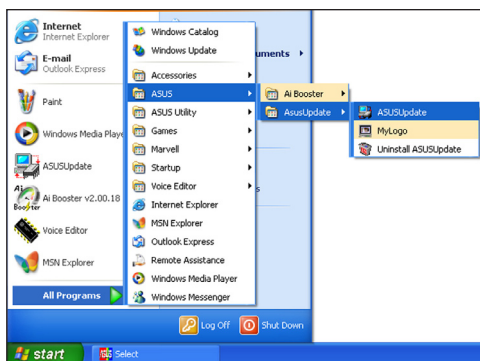 Internet
Internet Explorer
E-mail
Outlook Express
Paint
Windows Media Playe
ASUSUpdate
Ai Booster v2.00.18
Voice Editor
MSN Explorer
All Programs
Windows Catalog
Windows Update
Accessories
ASUS
ASUS Utility
Games
Marvell
Startup
Voice Editor
Internet Explorer
MSN Explorer
Outlook Express
Remote Assistance
Windows Media Player
Windows Messenger
uments
s
Ai Booster
AsusUpdate
ASUSUpdate
MyLogo
Uninstall ASUSUpdate
Log Off
Shut Down
start
Select